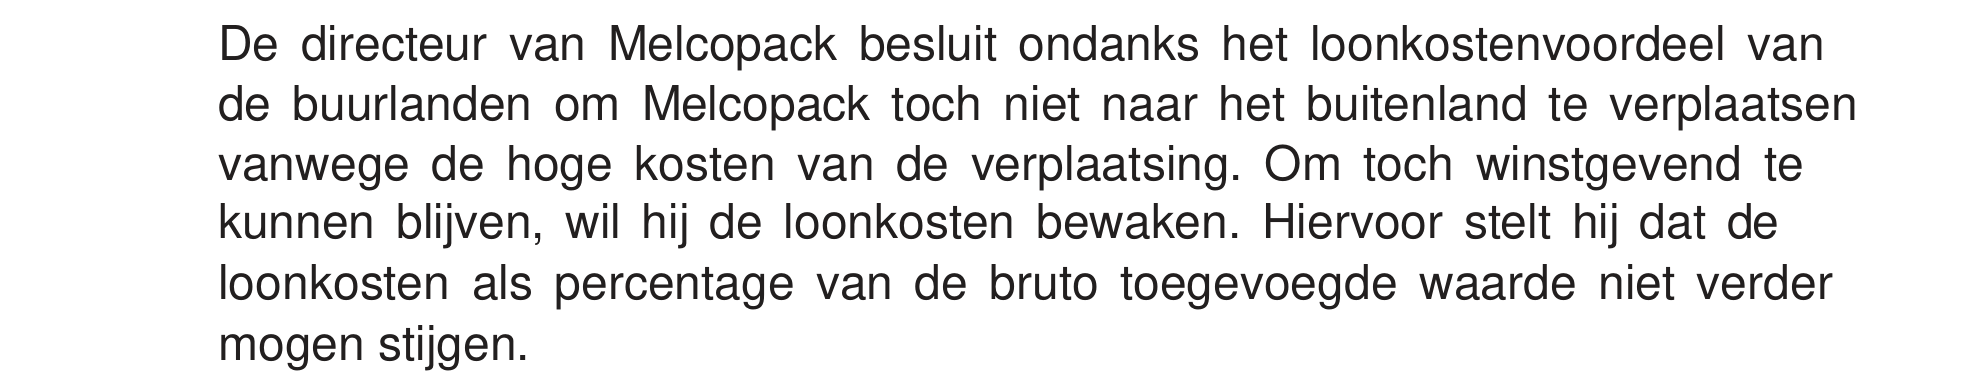 De directeur van Melcopack besluit ondanks het loonkostenvoordeel van
de buurlanden om Melcopack toch niet naar het buitenland te verplaatsen
vanwege de hoge kosten van de verplaatsing. Om toch winstgevend te
kunnen blijven, wil hij de loonkosten bewaken. Hiervoor stelt hij dat de
loonkosten als percentage van de bruto toegevoegde waarde niet verder
mogen stijgen.